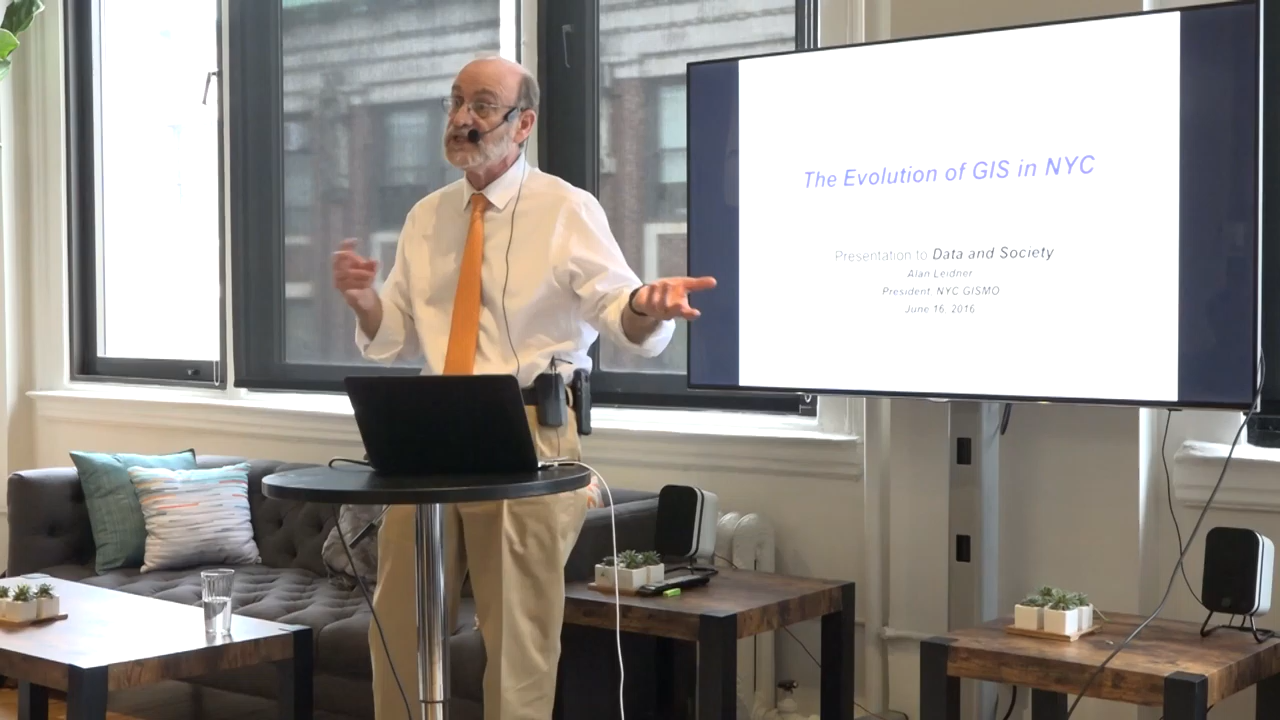 The Evolution of GIS in NYC
Presentation to Data and Society
Alan Leidner
President, NYC GISMO
June 16, 2016